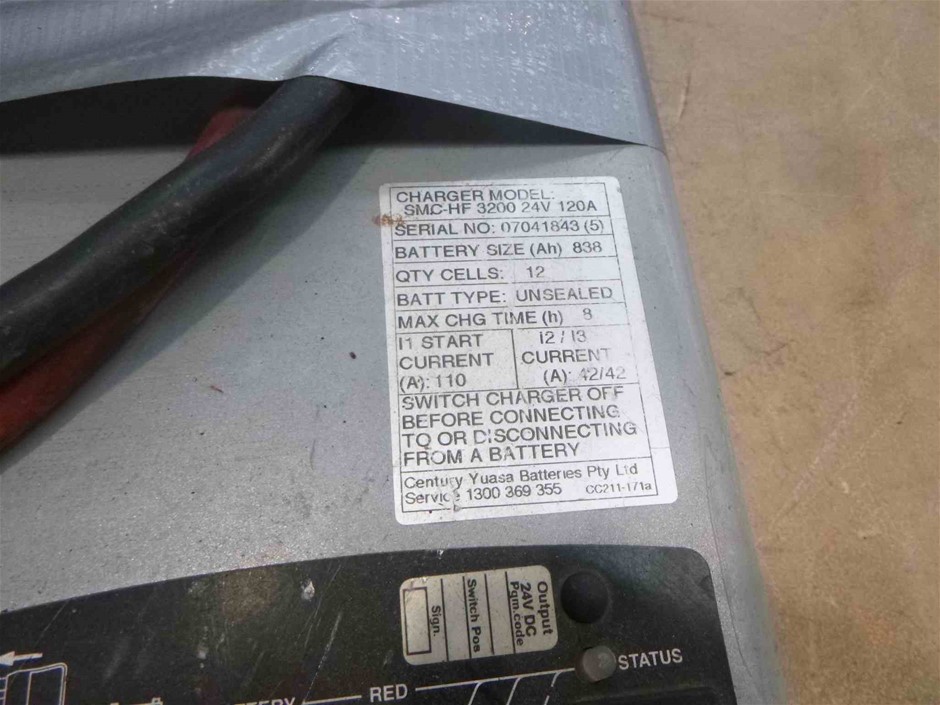 CHARGER MODEL:
SMC-HF 3200 24V 120A
SERIAL NO: 07041843 (5)
BATTERY SIZE (Ah) 838
QTY CELLS: 12
BATT TYPE: UNSEALED
MAX CHG TIME (h) 8
I1 START
CURRENT
(A): 110
I2 / I3
CURRENT
(A): 42/42
SWITCH CHARGER OFF
BEFORE CONNECTING
TO OR DISCONNECTING
FROM A BATTERY
Century Yuasa Batteries Pty Ltd
Service 1300 369 355 CC211-171a
Output
24V DC
Pgm.code
Switch Pos
Sign.
STATUS
RED